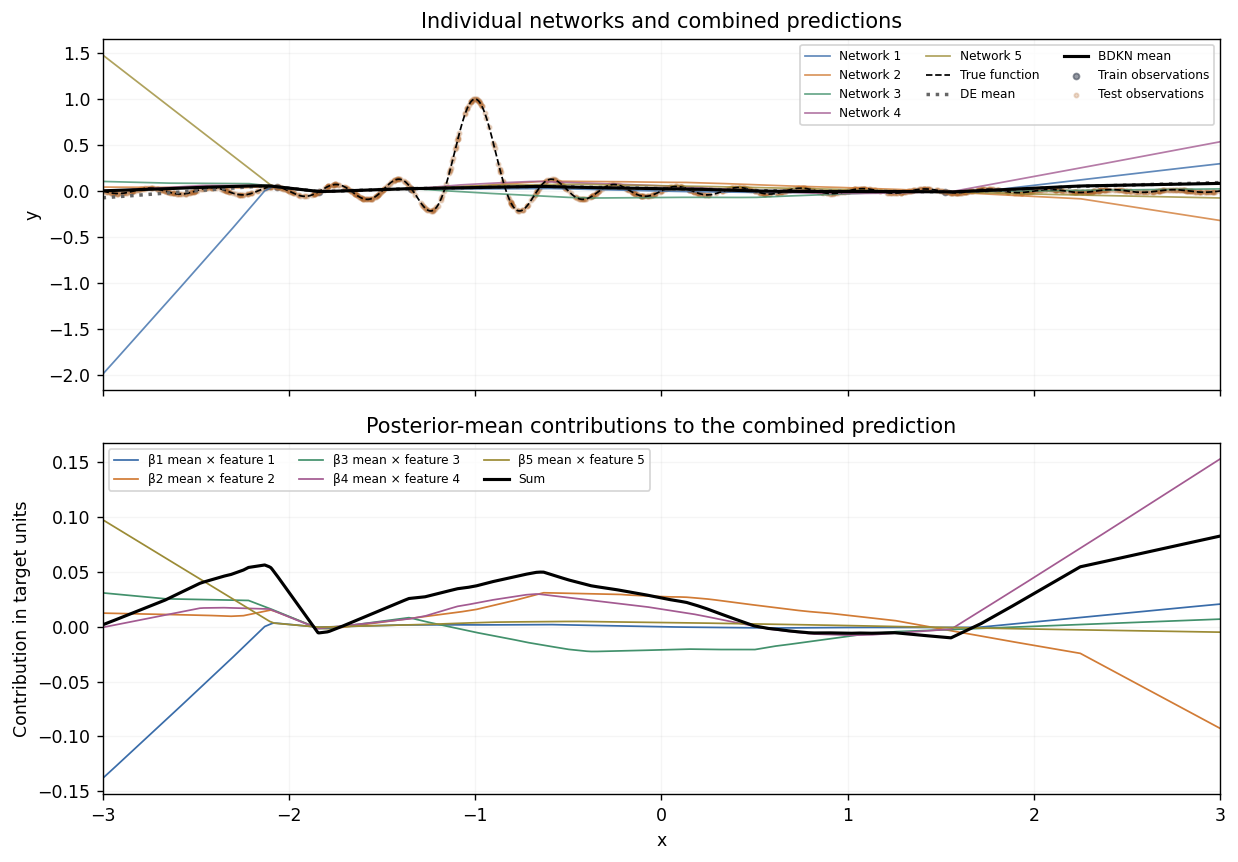 Individual networks and combined predictions
1.5
1.0
0.5
0.0
−0.5
−1.0
−1.5
−2.0
y
Network 1
Network 2
Network 3
Network 4
Network 5
True function
DE mean
BDKN mean
Train observations
Test observations
Posterior-mean contributions to the combined prediction
0.15
0.10
0.05
0.00
−0.05
−0.10
−0.15
Contribution in target units
β1 mean × feature 1
β2 mean × feature 2
β3 mean × feature 3
β4 mean × feature 4
β5 mean × feature 5
Sum
−3
−2
−1
0
1
2
3
x